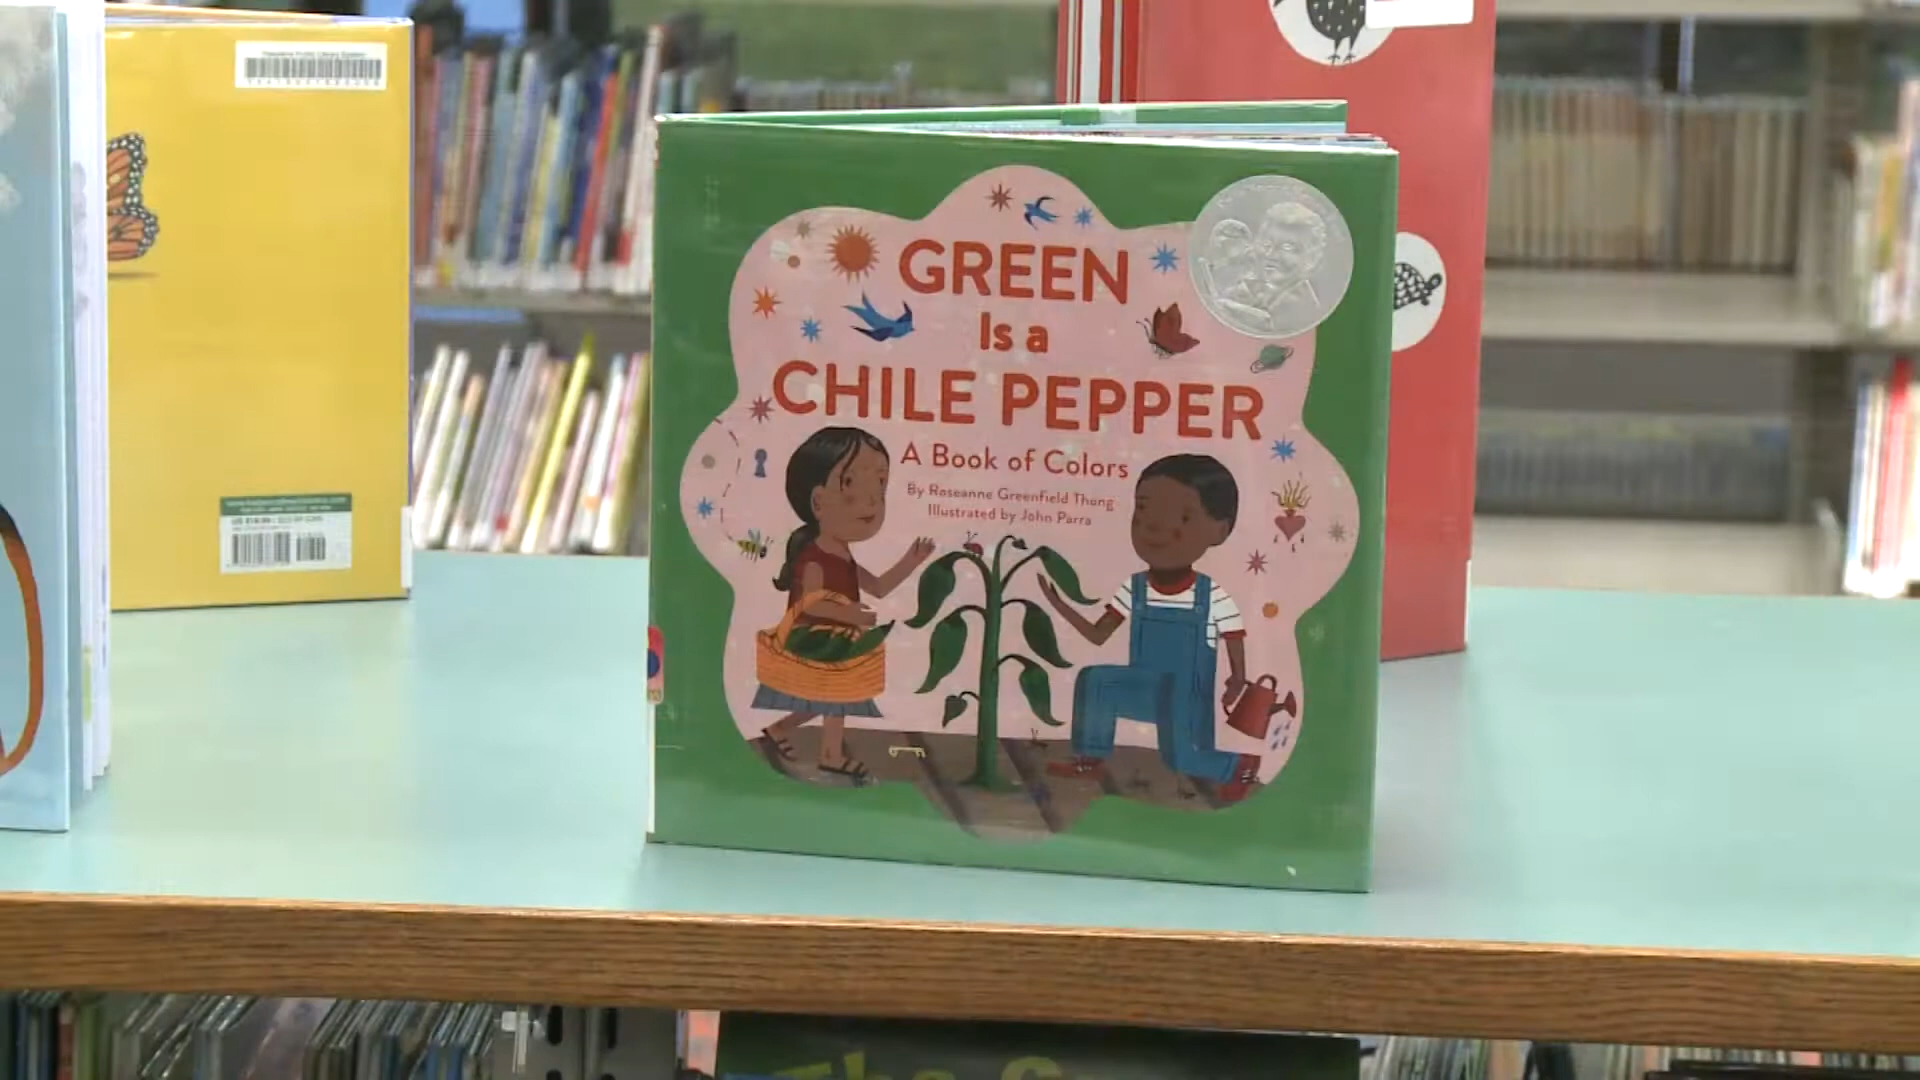 GREEN
Is a
CHILE PEPPER
A Book of Colors
By Roseanne Greenfield Thong
Illustrated by John Parra